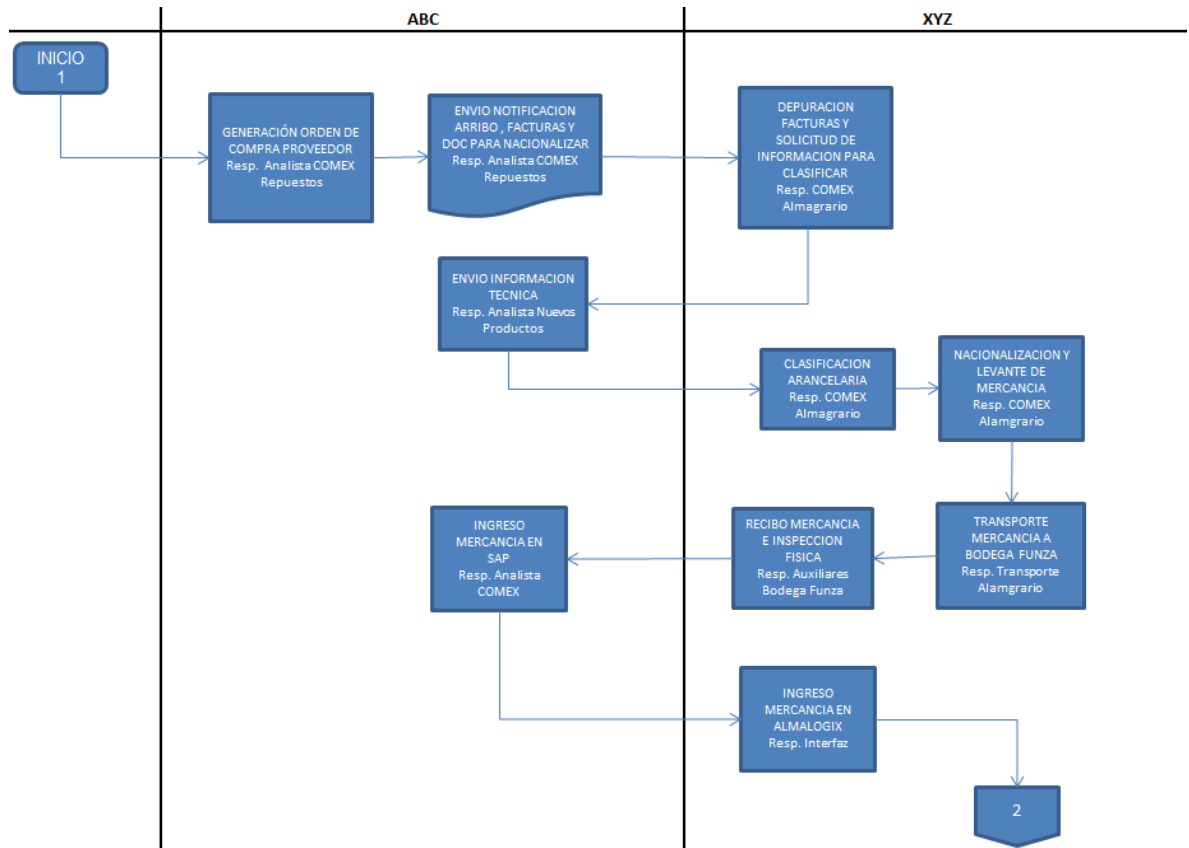 ABC
XYZ
INICIO
1
GENERACIÓN ORDEN DE
COMPRA PROVEEDOR
Resp. Analista COMEX
Repuestos
ENVIO NOTIFICACION
ARRIBO , FACTURAS Y
DOC PARA NACIONALIZAR
Resp. Analista COMEX
Repuestos
DEPURACION
FACTURAS Y
SOLICITUD DE
INFORMACION PARA
CLASIFICAR
Resp. COMEX
Almagrario
ENVIO INFORMACION
TECNICA
Resp. Analista Nuevos
Productos
CLASIFICACION
ARANCELARIA
Resp. COMEX
Almagrario
NACIONALIZACION Y
LEVANTE DE
MERCANCIA
Resp. COMEX
Alamgrario
TRANSPORTE
MERCANCIA A
BODEGA FUNZA
Resp. Transporte
Alamgrario
RECIBO MERCANCIA
E INSPECCION
FISICA
Resp. Auxiliares
Bodega Funza
INGRESO
MERCANCIA EN
SAP
Resp. Analista
COMEX
INGRESO
MERCANCIA EN
ALMALOGIX
Resp. Interfaz
2